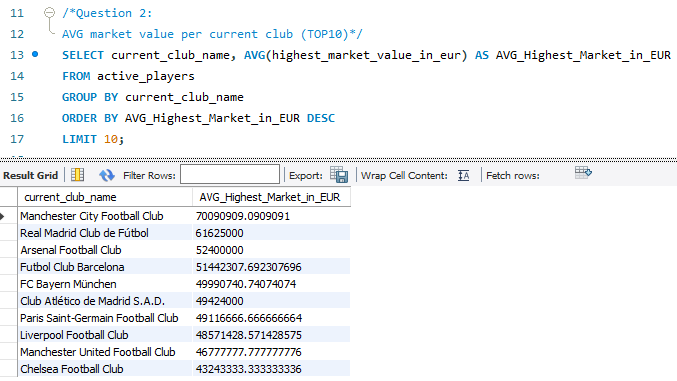 11 /*Question 2:
12 AVG market value per current club (TOP10)*/
13 SELECT current_club_name, AVG(highest_market_value_in_eur) AS AVG_Highest_Market_in_EUR
14 FROM active_players
15 GROUP BY current_club_name
16 ORDER BY AVG_Highest_Market_in_EUR DESC
17 LIMIT 10;
Result Grid Filter Rows: Export: Wrap Cell Content: IA Fetch rows:
current_club_name AVG_Highest_Market_in_EUR
Manchester City Football Club 70090909.0909091
Real Madrid Club de Fútbol 61625000
Arsenal Football Club 52400000
Futbol Club Barcelona 51442307.692307696
FC Bayern München 49990740.74074074
Club Atlético de Madrid S.A.D. 49424000
Paris Saint-Germain Football Club 49116666.666666664
Liverpool Football Club 48571428.571428575
Manchester United Football Club 46777777.777777776
Chelsea Football Club 43243333.333333336